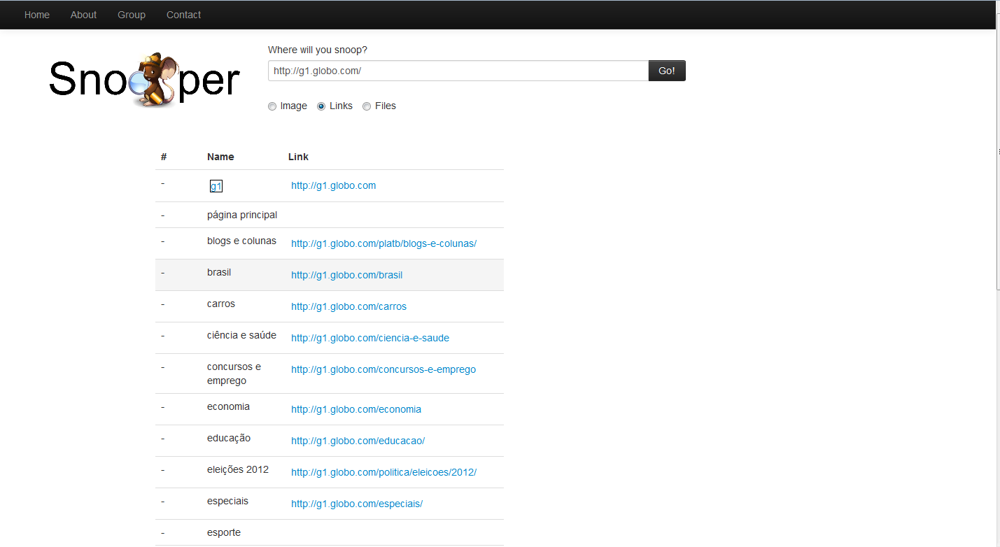 Home About Group Contact
Snooper
Where will you snoop?
http://g1.globo.com/ Go!
Image Links Files
# Name Link
- g1 http://g1.globo.com
- página principal
- blogs e colunas http://g1.globo.com/platb/blogs-e-colunas/
- brasil http://g1.globo.com/brasil
- carros http://g1.globo.com/carros
- ciência e saúde http://g1.globo.com/ciencia-e-saude
- concursos e http://g1.globo.com/concursos-e-emprego
emprego
- economia http://g1.globo.com/economia
- educação http://g1.globo.com/educacao/
- eleições 2012 http://g1.globo.com/politica/eleicoes/2012/
- especiais http://g1.globo.com/especiais/
- esporte